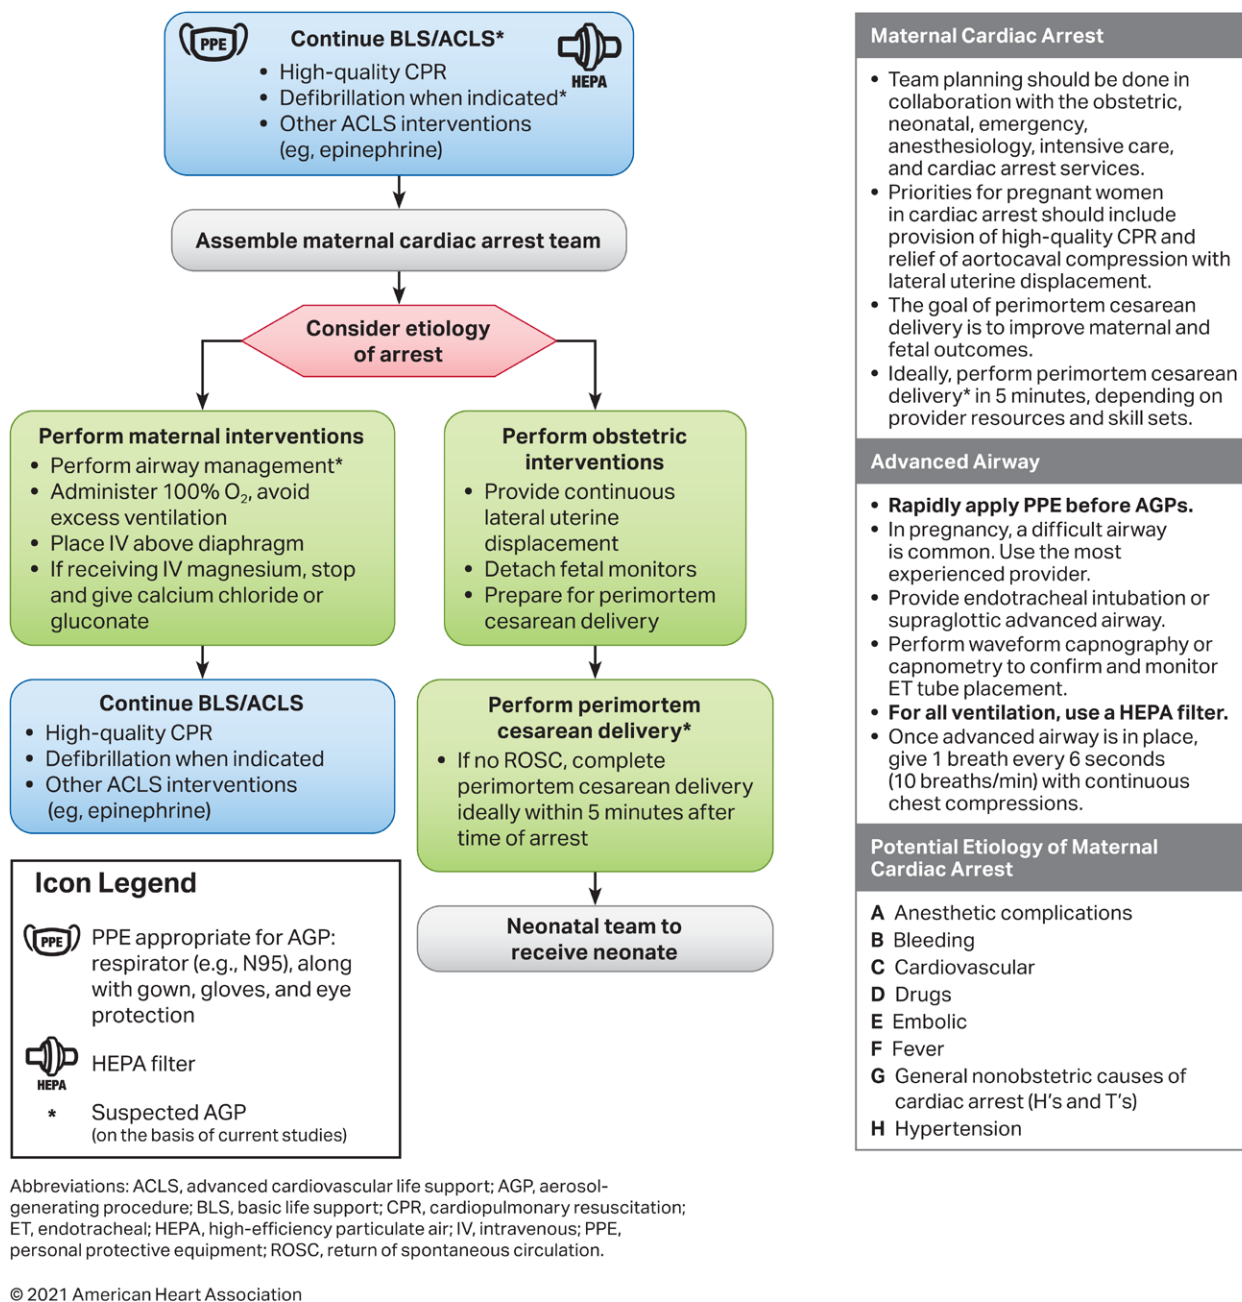 PPE
Continue BLS/ACLS*
HEPA
• High-quality CPR
• Defibrillation when indicated*
• Other ACLS interventions
(eg, epinephrine)
Assemble maternal cardiac arrest team
Consider etiology
of arrest
Perform maternal interventions
• Perform airway management*
• Administer 100% O₂, avoid
excess ventilation
• Place IV above diaphragm
• If receiving IV magnesium, stop
and give calcium chloride or
gluconate
Perform obstetric
interventions
• Provide continuous
lateral uterine
displacement
• Detach fetal monitors
• Prepare for perimortem
cesarean delivery
Continue BLS/ACLS
• High-quality CPR
• Defibrillation when indicated
• Other ACLS interventions
(eg, epinephrine)
Perform perimortem
cesarean delivery*
• If no ROSC, complete
perimortem cesarean delivery
ideally within 5 minutes after
time of arrest
Neonatal team to
receive neonate
Icon Legend
PPE
PPE appropriate for AGP:
respirator (e.g., N95), along
with gown, gloves, and eye
protection
HEPA
HEPA filter
* Suspected AGP
(on the basis of current studies)
Maternal Cardiac Arrest
• Team planning should be done in
collaboration with the obstetric,
neonatal, emergency,
anesthesiology, intensive care,
and cardiac arrest services.
• Priorities for pregnant women
in cardiac arrest should include
provision of high-quality CPR and
relief of aortocaval compression with
lateral uterine displacement.
• The goal of perimortem cesarean
delivery is to improve maternal and
fetal outcomes.
• Ideally, perform perimortem cesarean
delivery* in 5 minutes, depending on
provider resources and skill sets.
Advanced Airway
• Rapidly apply PPE before AGPs.
• In pregnancy, a difficult airway
is common. Use the most
experienced provider.
• Provide endotracheal intubation or
supraglottic advanced airway.
• Perform waveform capnography or
capnometry to confirm and monitor
ET tube placement.
• For all ventilation, use a HEPA filter.
• Once advanced airway is in place,
give 1 breath every 6 seconds
(10 breaths/min) with continuous
chest compressions.
Potential Etiology of Maternal
Cardiac Arrest
A Anesthetic complications
B Bleeding
C Cardiovascular
D Drugs
E Embolic
F Fever
G General nonobstetric causes of
cardiac arrest (H's and T's)
H Hypertension
Abbreviations: ACLS, advanced cardiovascular life support; AGP, aerosol-
generating procedure; BLS, basic life support; CPR, cardiopulmonary resuscitation;
ET, endotracheal; HEPA, high-efficiency particulate air; IV, intravenous; PPE,
personal protective equipment; ROSC, return of spontaneous circulation.
© 2021 American Heart Association